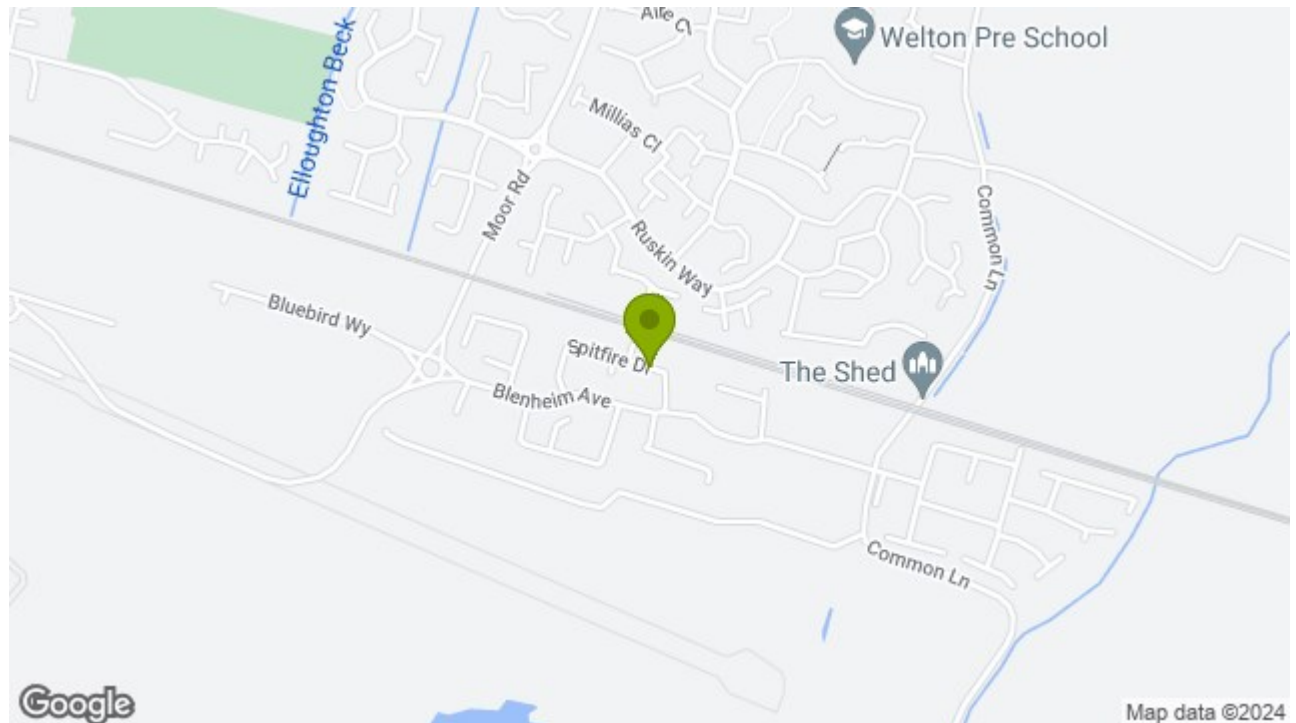 Aire Cl
Welton Pre School
Elloughton Beck
Millias Cl
Moor Rd
Common Ln
Ruskin Way
Bluebird Wy
Spitfire Dr
The Shed
Blenheim Ave
Common Ln
Google
Map data ©2024